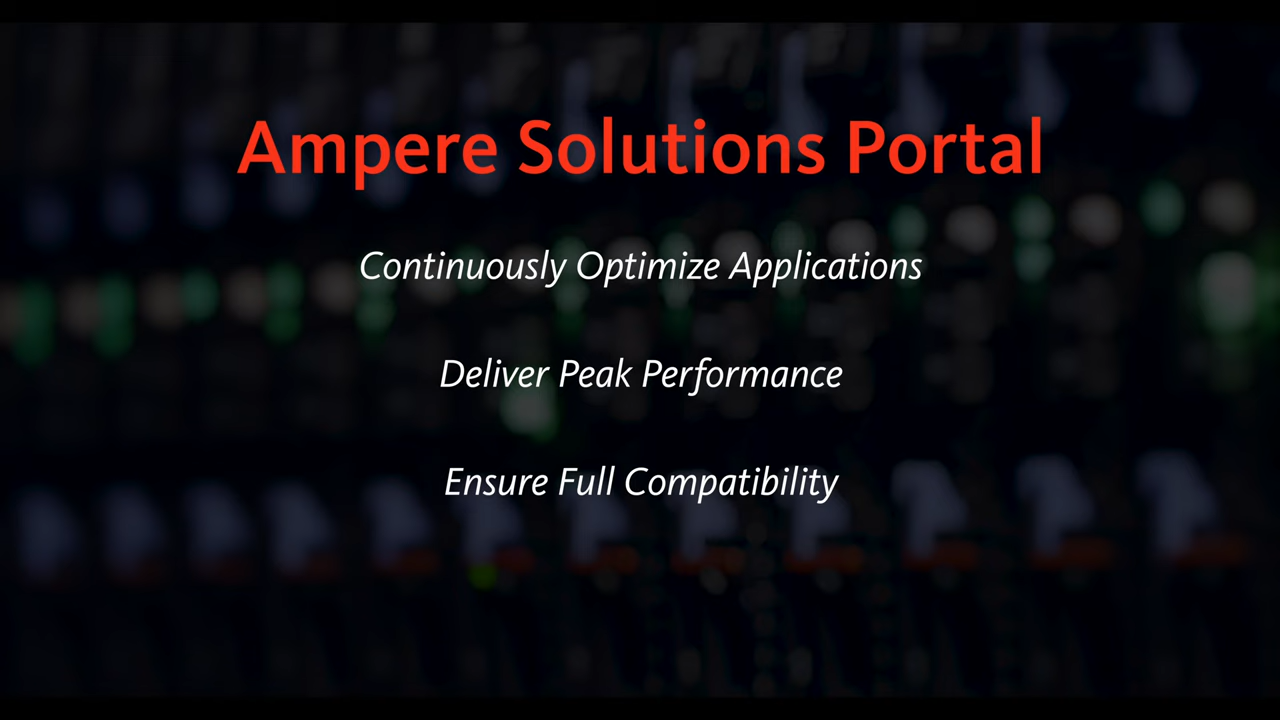 Ampere Solutions Portal
Continuously Optimize Applications
Deliver Peak Performance
Ensure Full Compatibility